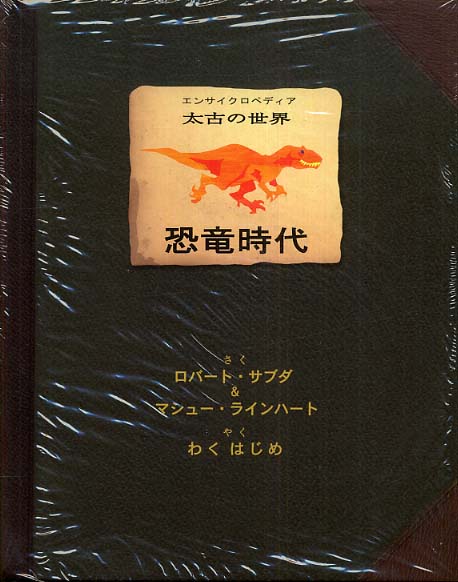 エンサイクロペディア
太古の世界
恐竜時代
さく
ロバート・サブダ
&
マシュー・ラインハート
やく
わく はじめ